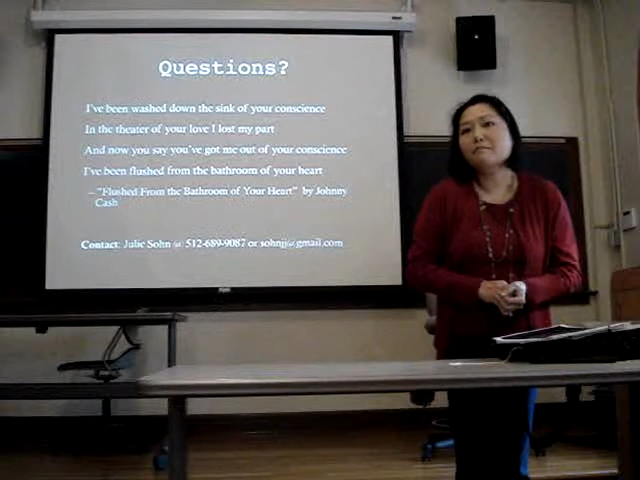 Questions?
I've been washed down the sink of your conscience
In the theater of your love I lost my part
And now you say you've got me out of your conscience
I've been flushed from the bathroom of your heart
– "Flushed From the Bathroom of Your Heart" by Johnny
Cash
Contact: Julie Sohn @ 512-689-9087 or sohnjj@gmail.com